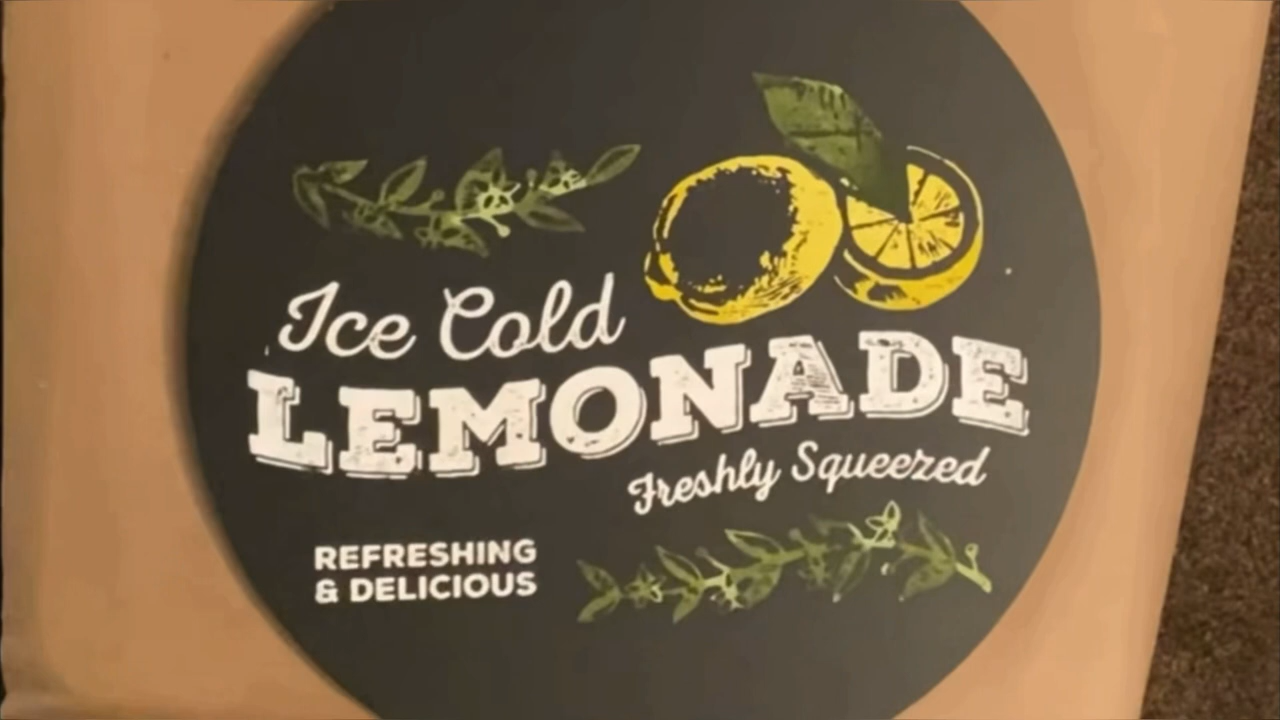 Ice Cold
LEMONADE
Freshly Squeezed
REFRESHING
& DELICIOUS